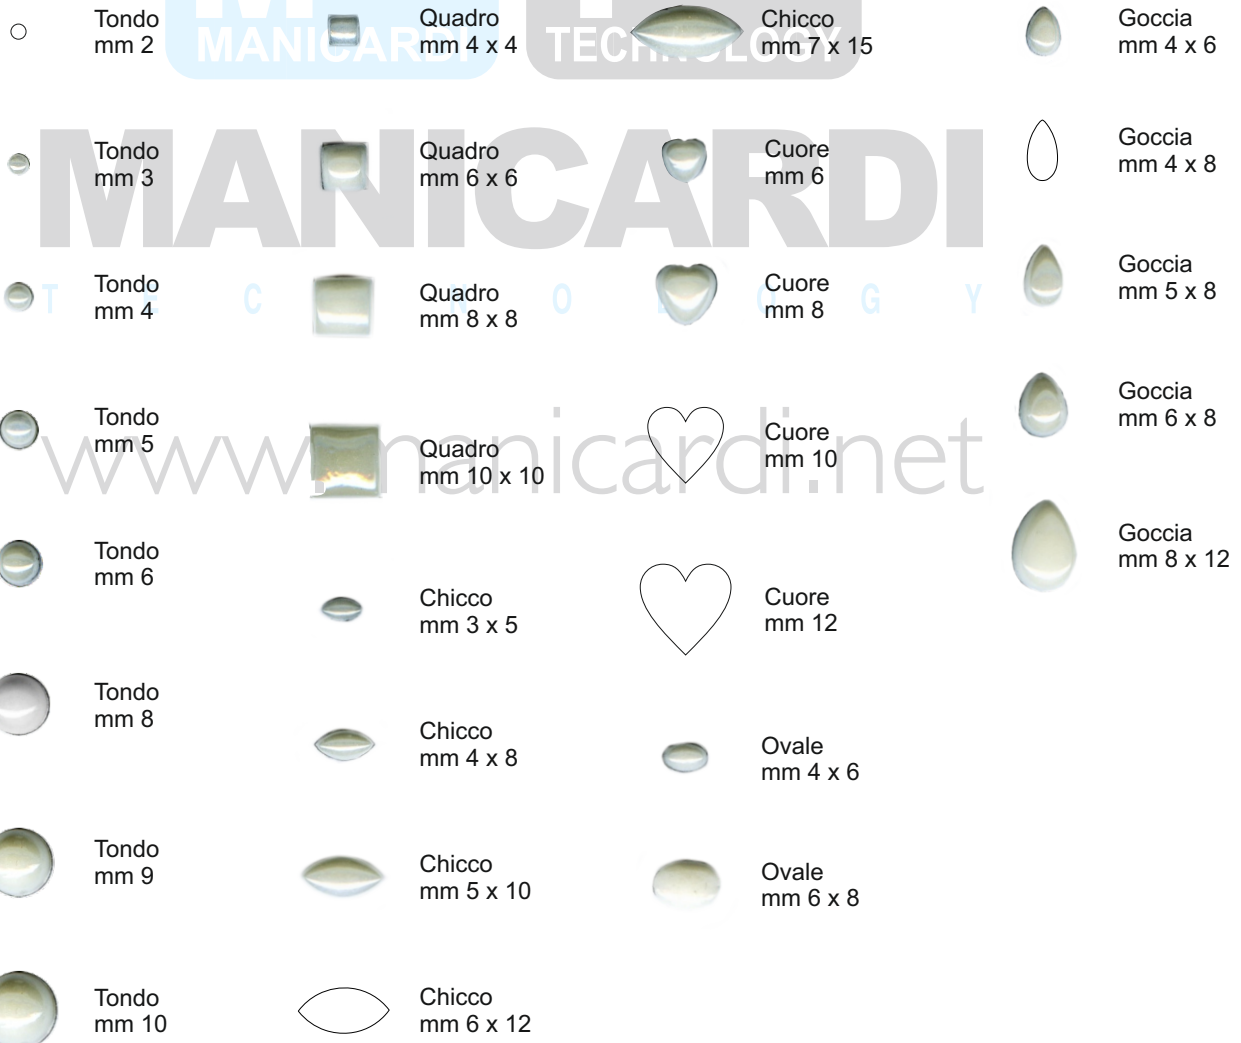 Tondo
mm 2
Tondo
mm 3
Tondo
mm 4
Tondo
mm 5
Tondo
mm 6
Tondo
mm 8
Tondo
mm 9
Tondo
mm 10
Quadro
mm 4 x 4
Quadro
mm 6 x 6
Quadro
mm 8 x 8
Quadro
mm 10 x 10
Chicco
mm 3 x 5
Chicco
mm 4 x 8
Chicco
mm 5 x 10
Chicco
mm 6 x 12
Chicco
mm 7 x 15
Cuore
mm 6
Cuore
mm 8
Cuore
mm 10
Cuore
mm 12
Ovale
mm 4 x 6
Ovale
mm 6 x 8
Goccia
mm 4 x 6
Goccia
mm 4 x 8
Goccia
mm 5 x 8
Goccia
mm 6 x 8
Goccia
mm 8 x 12
MANICARDI TECHNOLOGY
MANICARDI
TECNOLOGY
www.manicardi.net